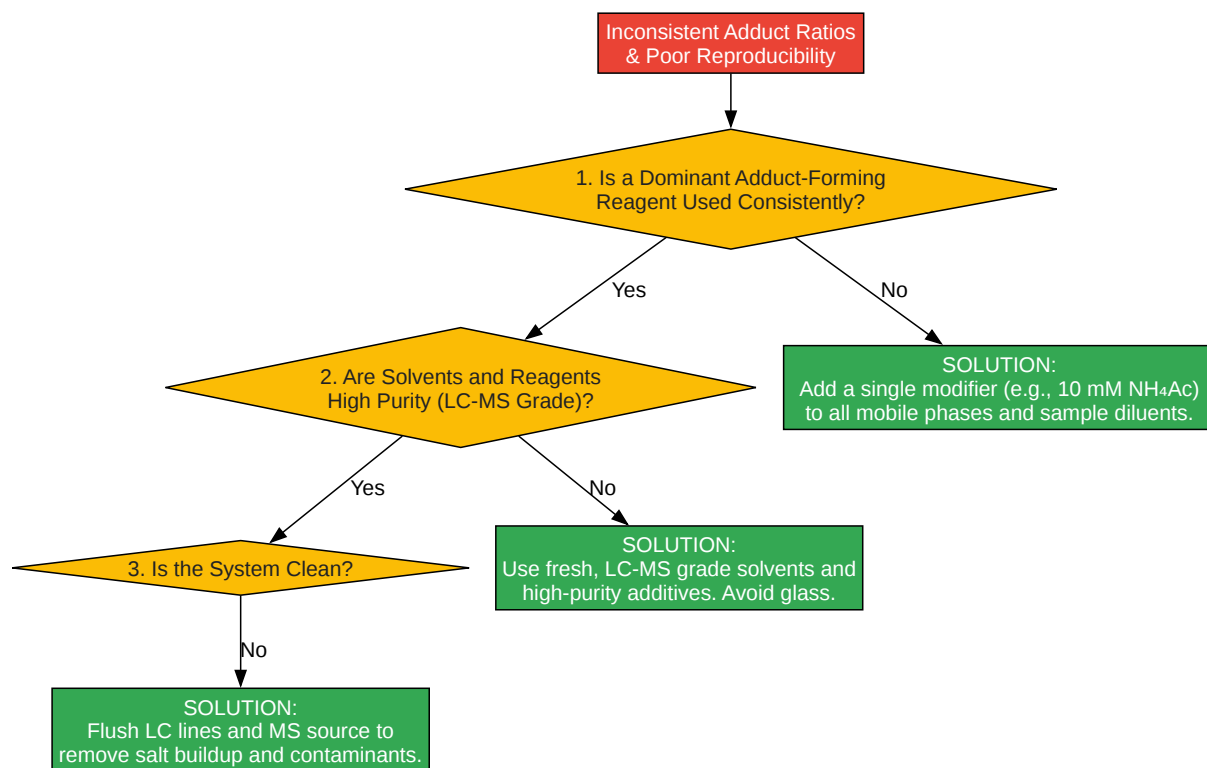 Inconsistent Adduct Ratios
& Poor Reproducibility
1. Is a Dominant Adduct-Forming
Reagent Used Consistently?
Yes
No
2. Are Solvents and Reagents
High Purity (LC-MS Grade)?
SOLUTION:
Add a single modifier (e.g., 10 mM NH₄Ac)
to all mobile phases and sample diluents.
Yes
No
3. Is the System Clean?
SOLUTION:
Use fresh, LC-MS grade solvents and
high-purity additives. Avoid glass.
No
SOLUTION:
Flush LC lines and MS source to
remove salt buildup and contaminants.